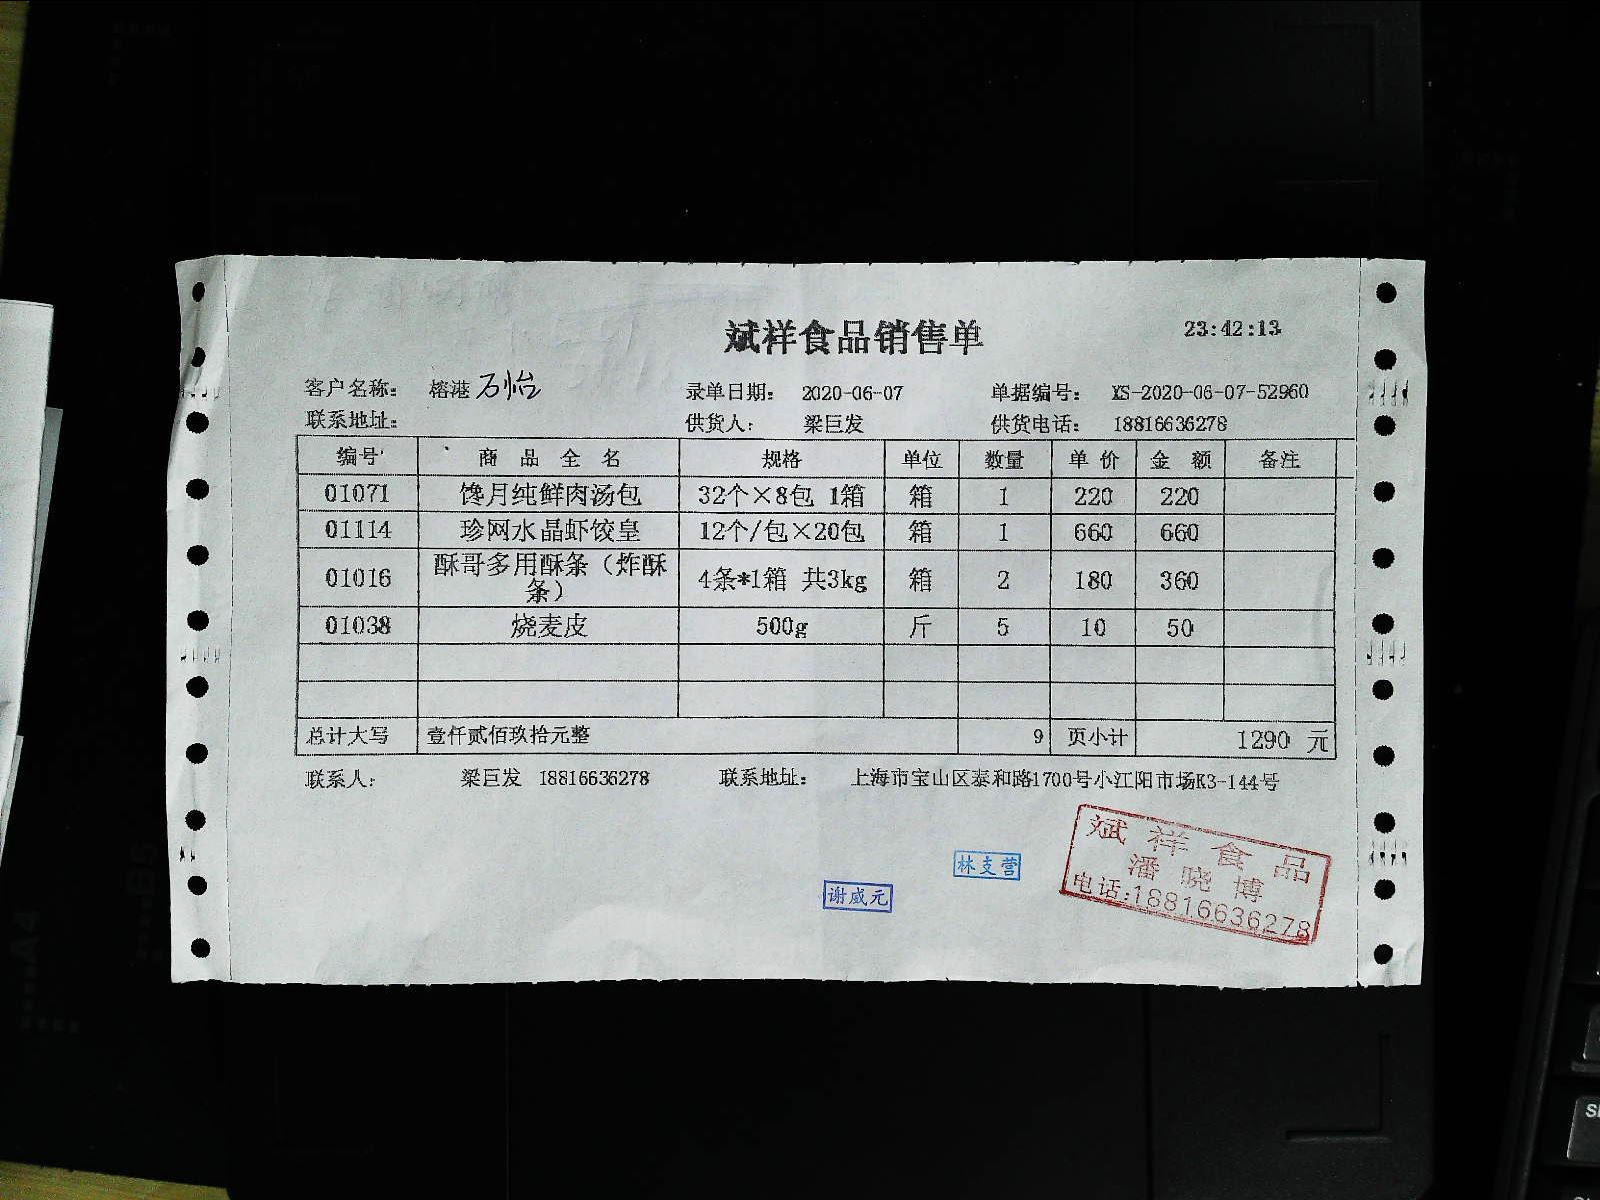 斌祥食品销售单 23:42:13
客户名称: 榕港 石怡 录单日期: 2020-06-07 单据编号: XS-2020-06-07-52960
联系地址: 供货人: 梁巨发 供货电话: 18816636278
编号 商品全名 规格 单位 数量 单价 金额 备注
01071 馋月纯鲜肉汤包 32个×8包 1箱 箱 1 220 220
01114 珍网水晶虾饺皇 12个/包×20包 箱 1 660 660
01016 酥哥多用酥条（炸酥条） 4条*1箱 共3kg 箱 2 180 360
01038 烧麦皮 500g 斤 5 10 50
总计大写 壹仟贰佰玖拾元整 9 页小计 1290 元
联系人: 梁巨发 18816636278 联系地址: 上海市宝山区泰和路1700号小江阳市场K3-144号
斌祥食品
潘晓博
电话:18816636278
林支营
谢威元